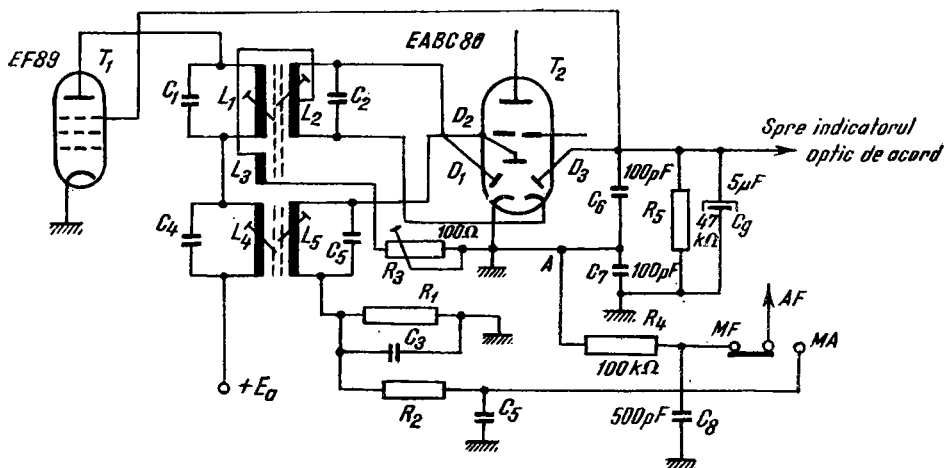 EABC80
EF89
T₁
T₂
C₁
L₁
L₂
C₂
D₂
Spre indicatorul
optic de acord
D₁
D₃
L₃
100pF
C₆
R₅
5µF
47
kΩ
C₉
C₄
L₄
L₅
C₅
100Ω
R₃
A
C₇
100pF
R₁
C₃
R₄
100kΩ
MF
AF
MA
+Eₐ
R₂
C₅
500pF
C₈